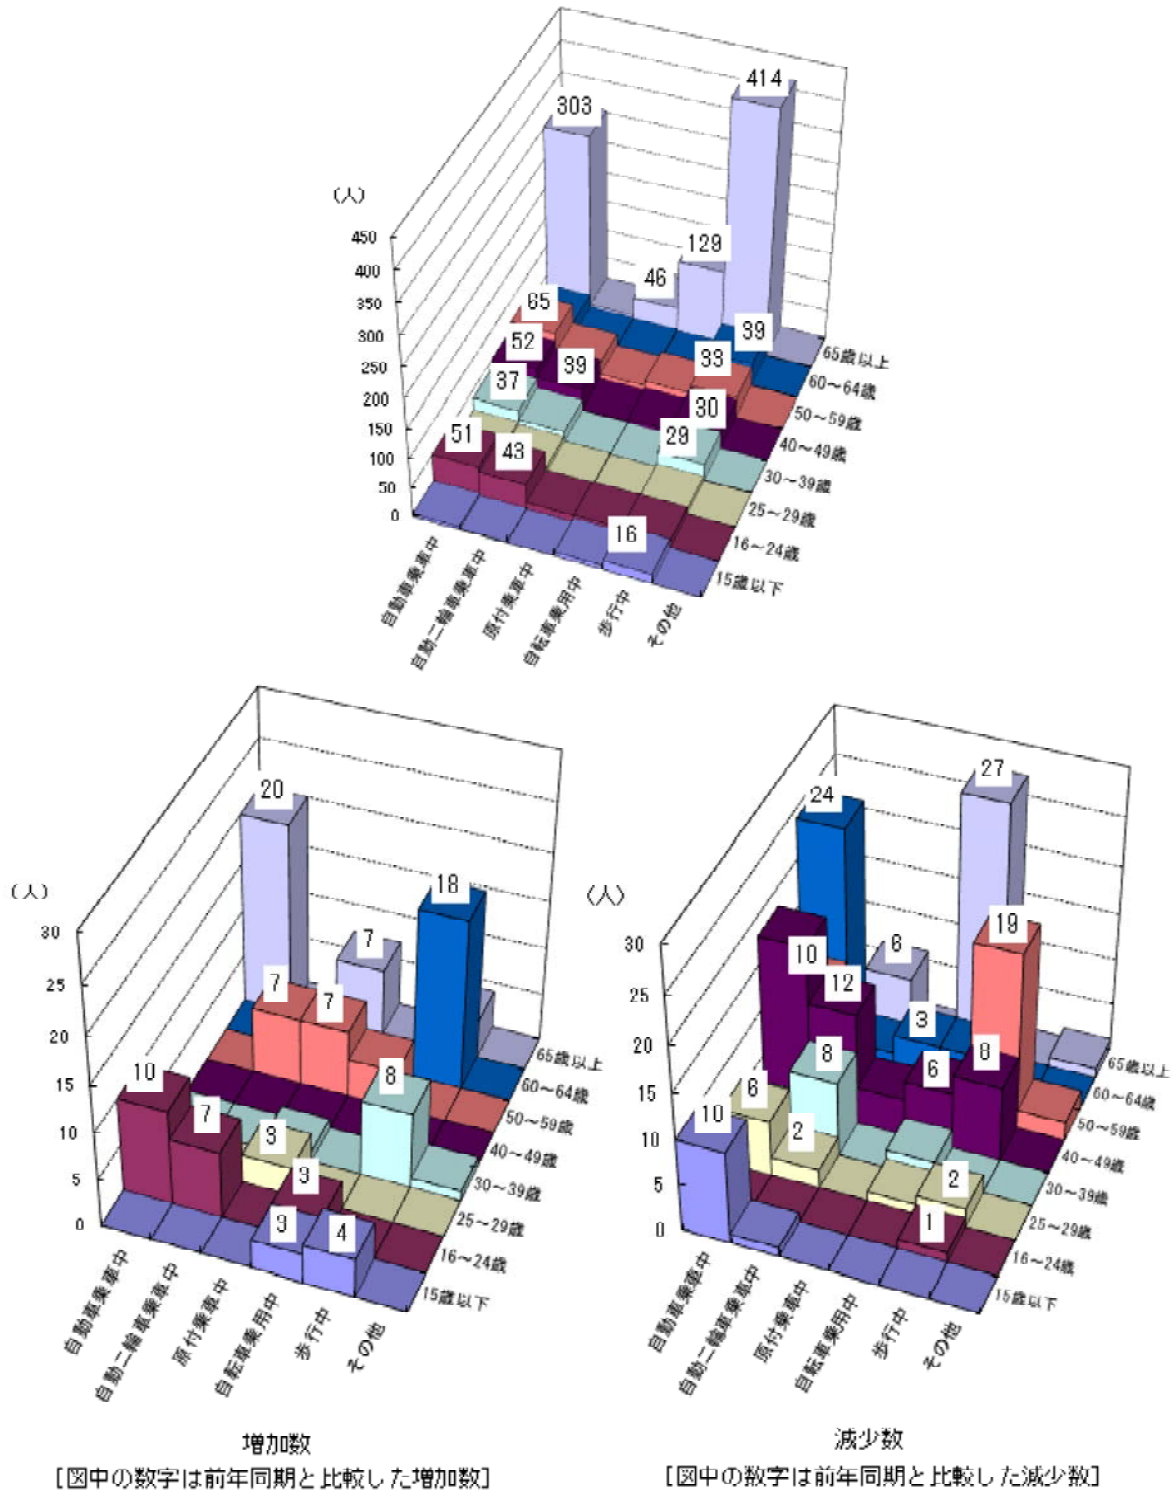 414
303
(人)
129
450
46
400
350
65
39
300
52
33
65歳以上
39
250
60～64歳
37
30
200
50～59歳
51
29
150
43
40～49歳
100
30～39歳
50
25～29歳
0
16
16～24歳
15歳以下
自動車乗車中
自動二輪車乗車中
原付乗車中
自転車乗用中
歩行中
その他
20
18
(人)
7
30
25
7
7
20
65歳以上
10
8
60～64歳
15
7
50～59歳
10
3
40～49歳
3
30～39歳
5
3
4
25～29歳
0
16～24歳
15歳以下
自動車乗車中
自動二輪車乗車中
原付乗車中
自転車乗用中
歩行中
その他
増加数
[図中の数字は前年同期と比較した増加数]
27
24
(人)
19
30
10
6
12
25
3
20
8
6
8
65歳以上
15
6
60～64歳
10
2
50～59歳
10
40～49歳
2
30～39歳
5
1
25～29歳
0
16～24歳
15歳以下
自動車乗車中
自動二輪車乗車中
原付乗車中
自転車乗用中
歩行中
その他
減少数
[図中の数字は前年同期と比較した減少数]